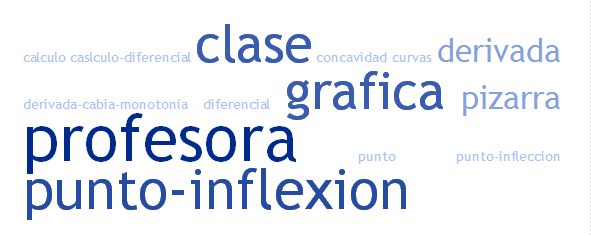 calculo caslculo-diferencial clase concavidad curvas derivada
derivada-cabia-monotonia diferencial grafica pizarra
profesora punto punto-infleccion
punto-inflexion